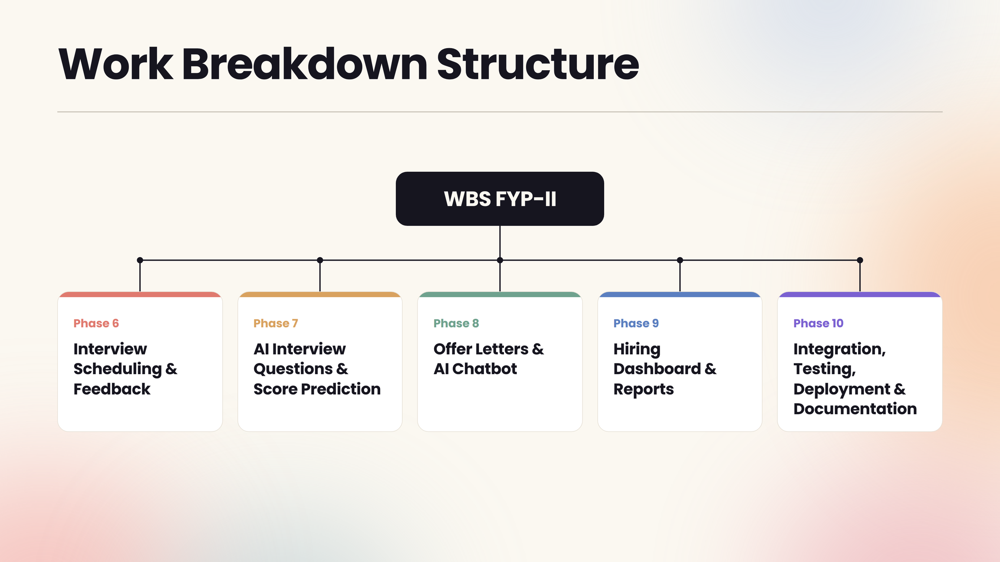 Work Breakdown Structure
WBS FYP-II
Phase 6
Interview
Scheduling &
Feedback
Phase 7
AI Interview
Questions &
Score Prediction
Phase 8
Offer Letters &
AI Chatbot
Phase 9
Hiring
Dashboard &
Reports
Phase 10
Integration,
Testing,
Deployment &
Documentation